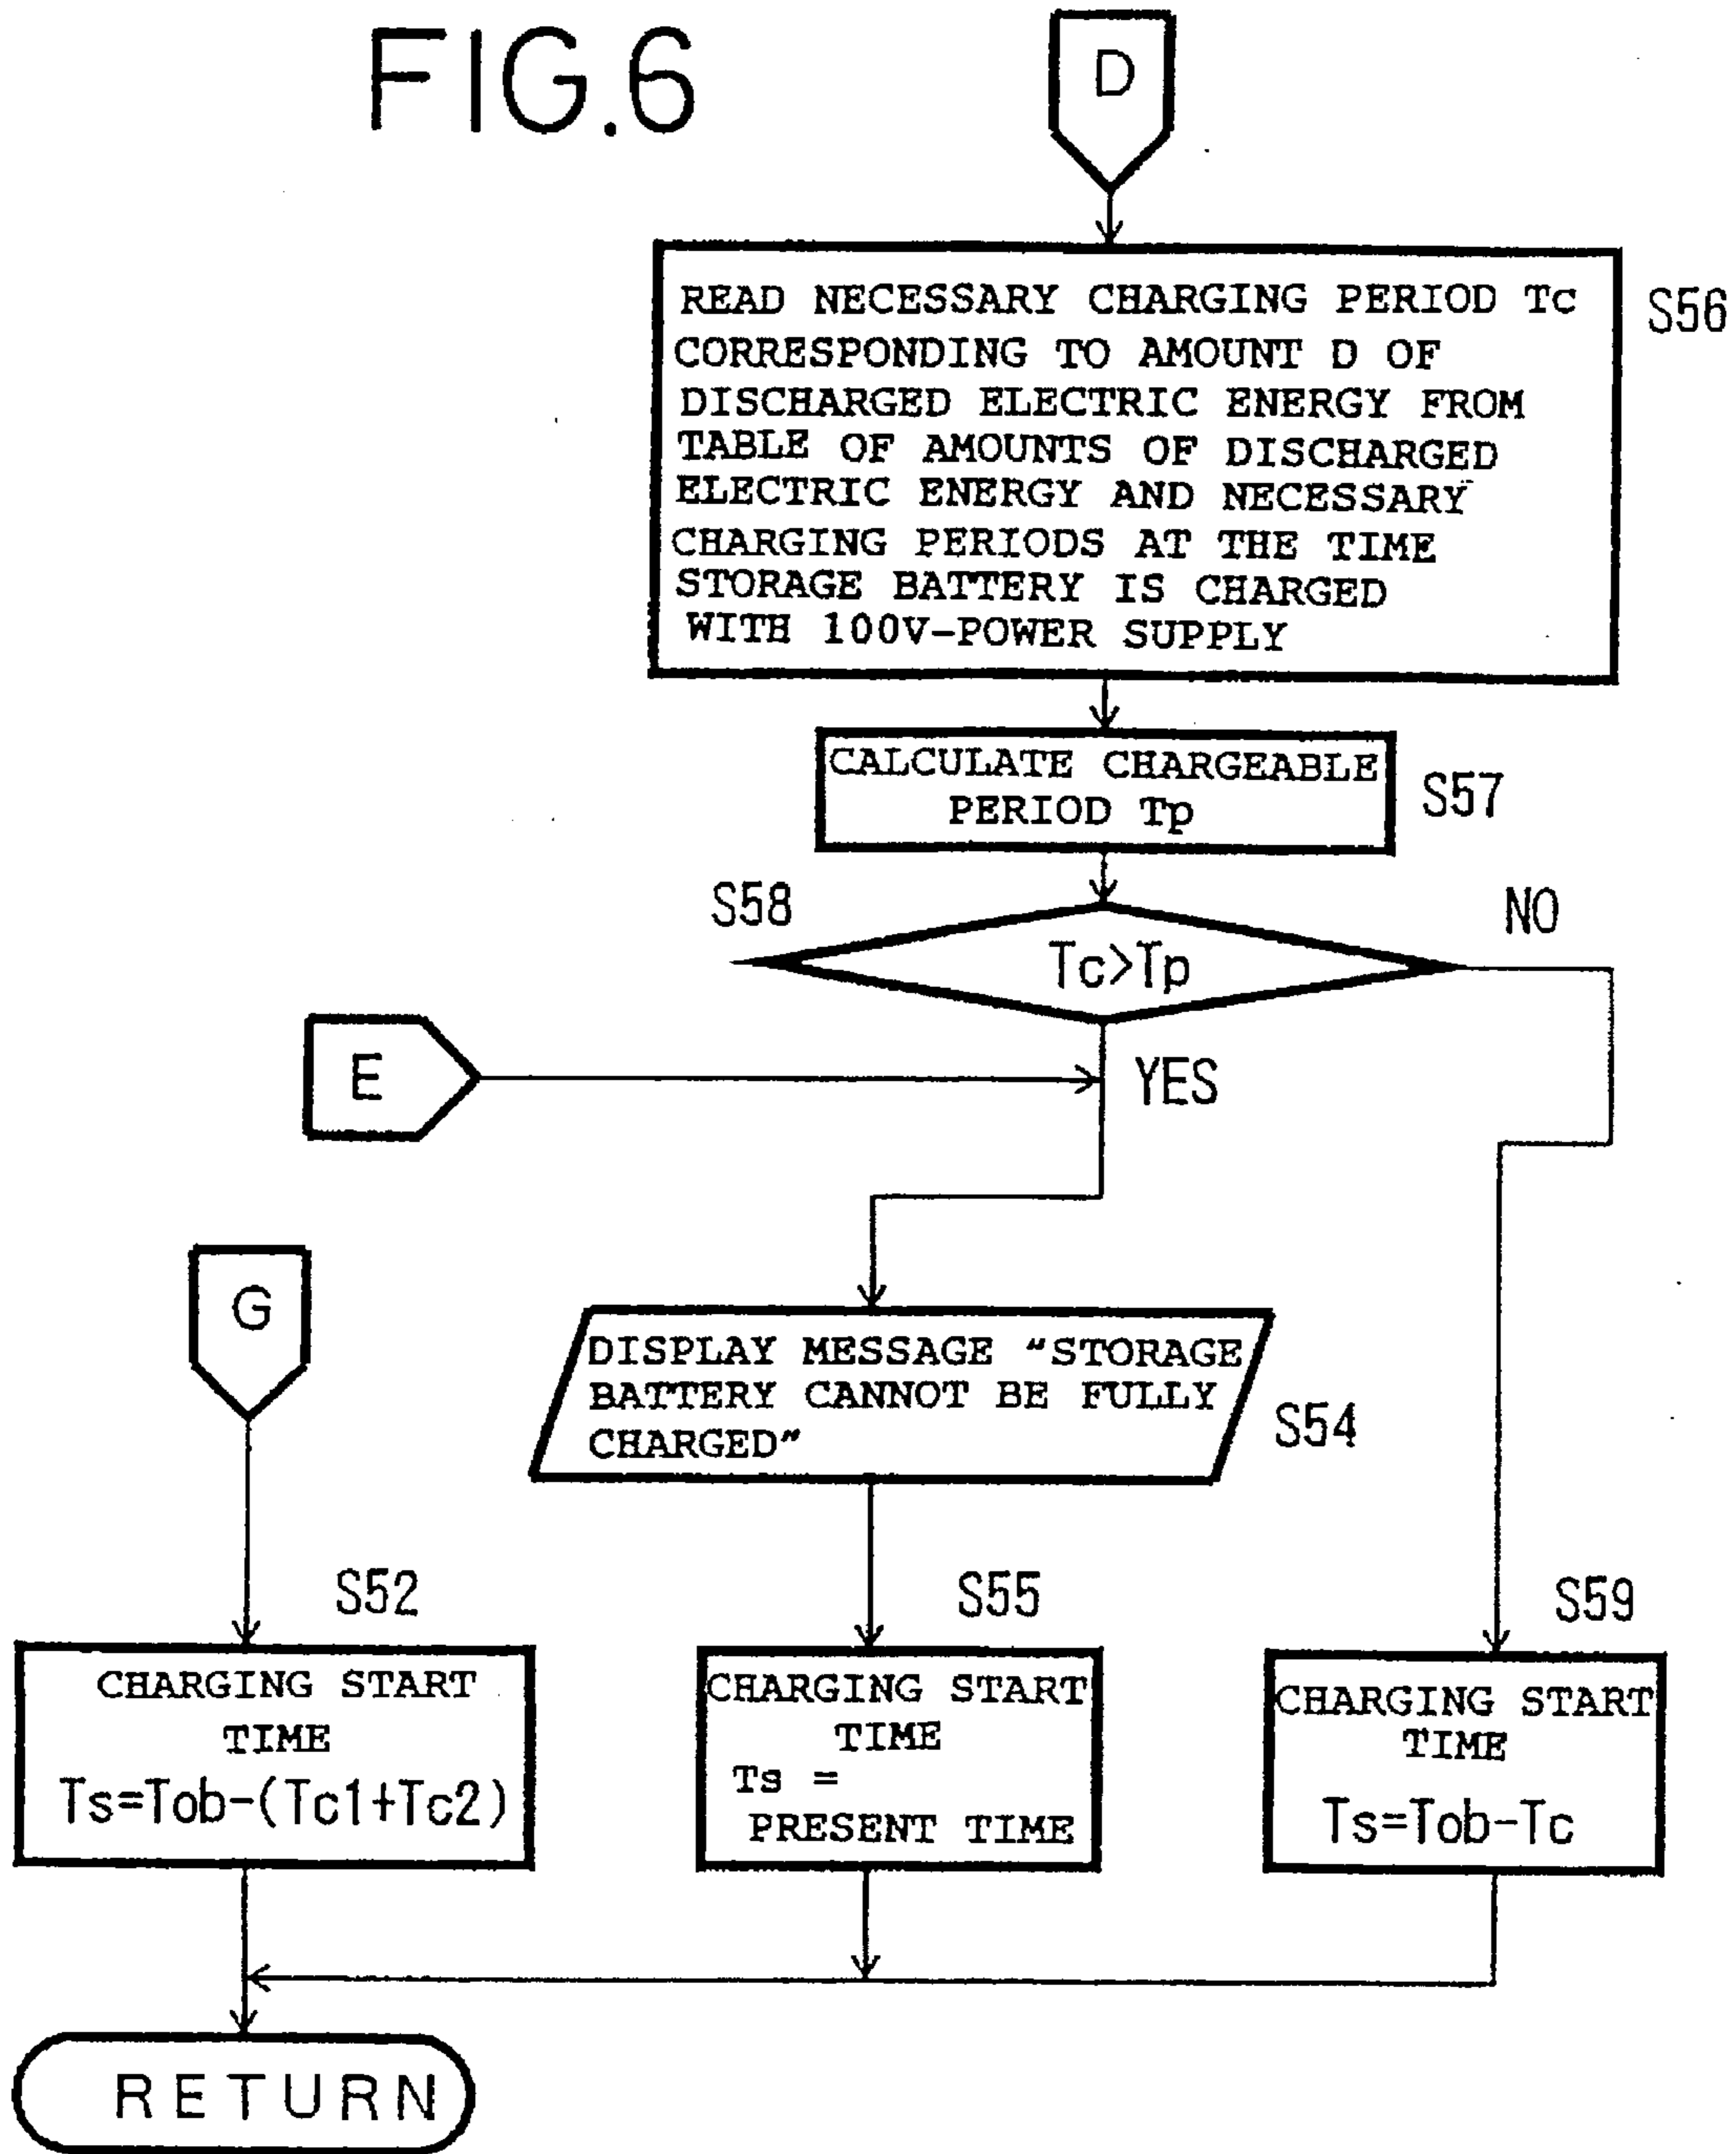 FIG.6
D
READ NECESSARY CHARGING PERIOD Tc
CORRESPONDING TO AMOUNT D OF
DISCHARGED ELECTRIC ENERGY FROM
TABLE OF AMOUNTS OF DISCHARGED
ELECTRIC ENERGY AND NECESSARY
CHARGING PERIODS AT THE TIME
STORAGE BATTERY IS CHARGED
WITH 100V-POWER SUPPLY
S56
CALCULATE CHARGEABLE
PERIOD Tp
S57
S58
Tc>Tp
NO
E
YES
G
DISPLAY MESSAGE "STORAGE
BATTERY CANNOT BE FULLY
CHARGED"
S54
S52
CHARGING START
TIME
Ts=Tob-(Tc1+Tc2)
S55
CHARGING START
TIME
Ts =
PRESENT TIME
S59
CHARGING START
TIME
Ts=Tob-Tc
RETURN